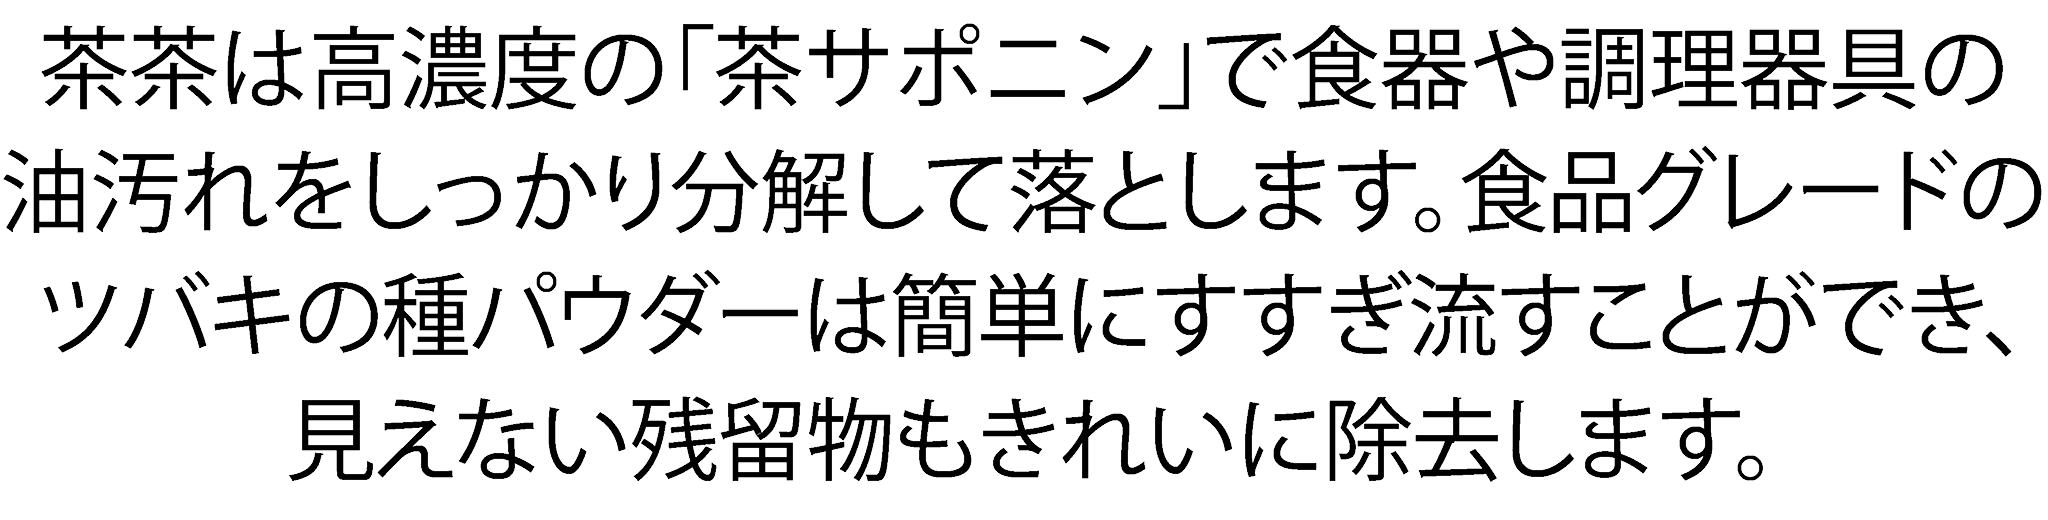 茶茶は高濃度の「茶サポニン」で食器や調理器具の
油汚れをしっかり分解して落とします。食品グレードの
ツバキの種パウダーは簡単にすすぎ流すことができ、
見えない残留物もきれいに除去します。